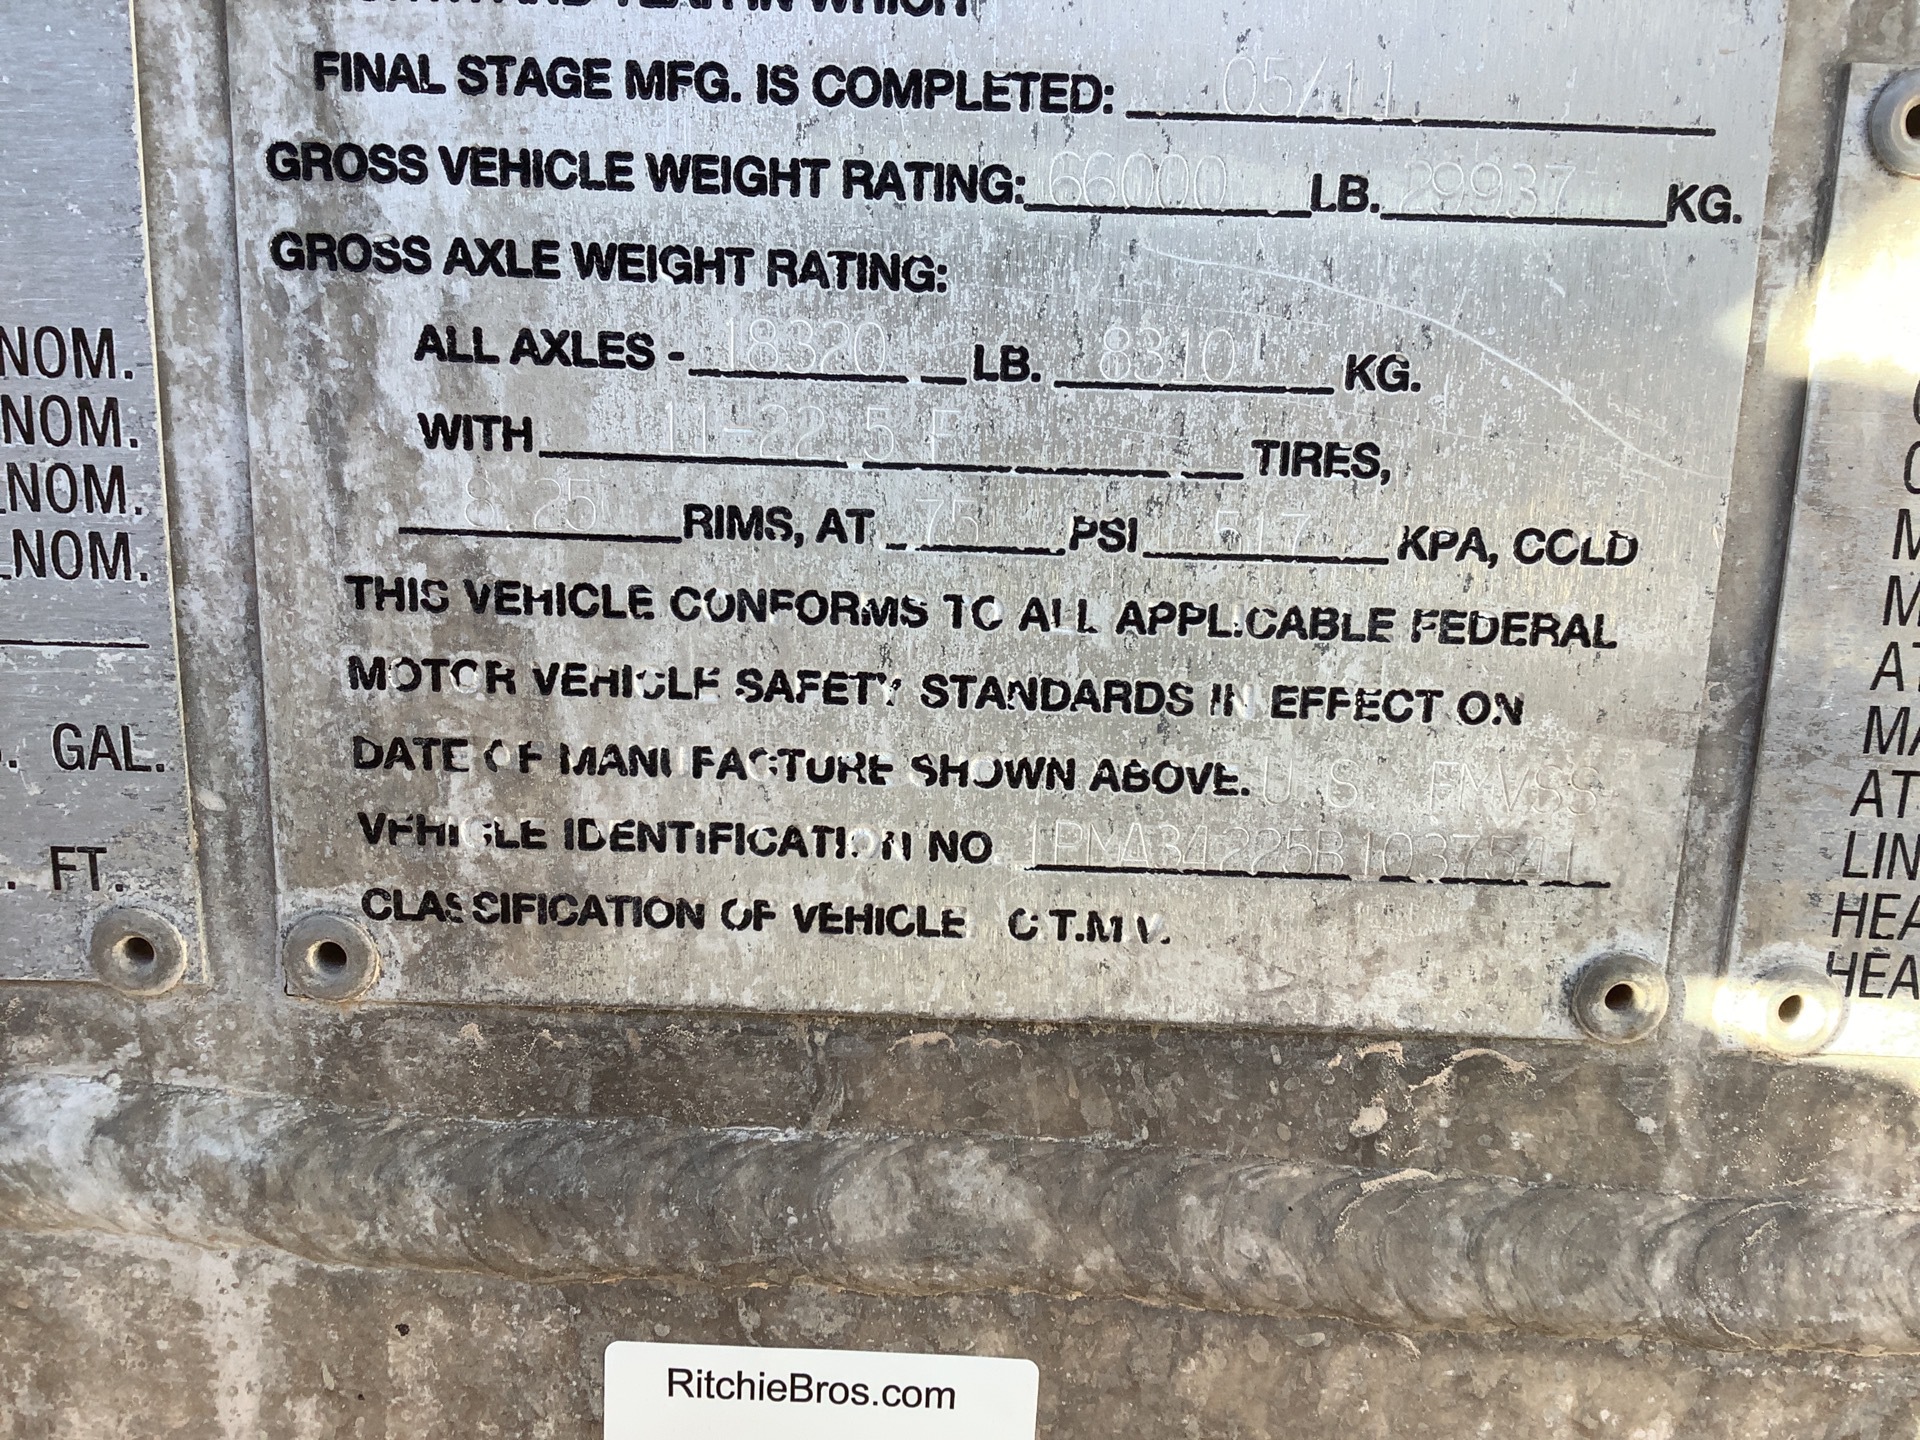 FINAL STAGE MFG. IS COMPLETED: 05/11
GROSS VEHICLE WEIGHT RATING: 66000 LB. 29937 KG.
GROSS AXLE WEIGHT RATING:
ALL AXLES - 18320 LB. 8310 KG.
WITH 11-22.5 F TIRES,
8.25 RIMS, AT 75 PSI KPA, COLD
THIS VEHICLE CONFORMS TO ALL APPLICABLE FEDERAL
MOTOR VEHICLE SAFETY STANDARDS IN EFFECT ON
DATE OF MANUFACTURE SHOWN ABOVE. U.S. FMVSS
VEHICLE IDENTIFICATION NO. 1PMA34225B1037541
CLASSIFICATION OF VEHICLE C.T.M.V.
NOM.
NOM.
NOM.
NOM.
GAL.
FT.
HEA
HEA
RitchieBros.com